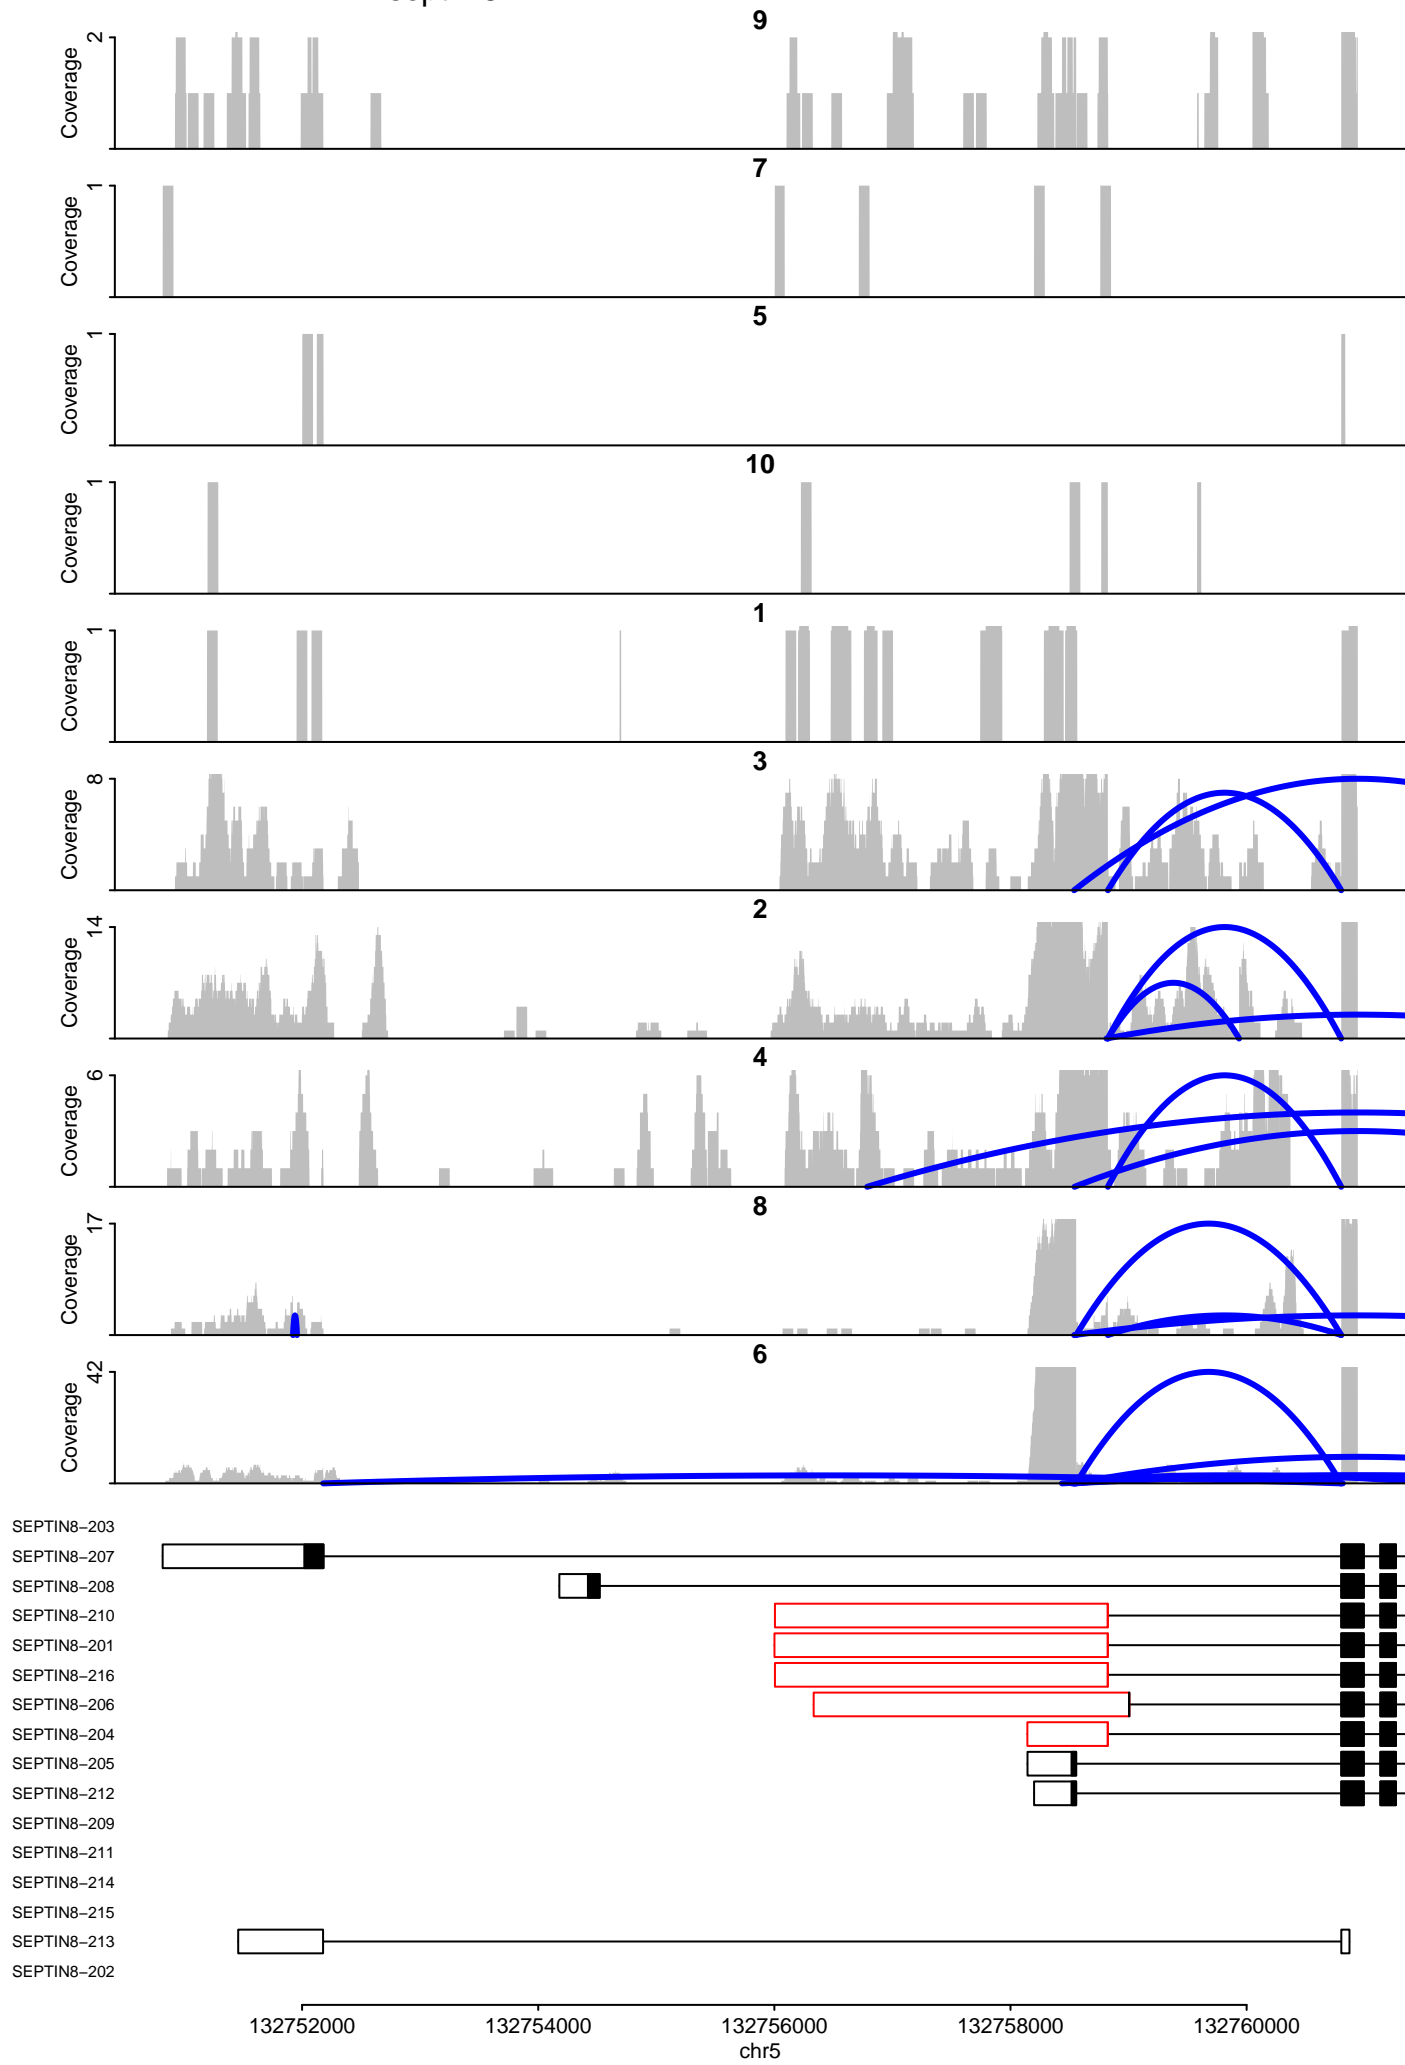 9
Coverage 2
7
Coverage 1
5
Coverage 1
10
Coverage 1
1
Coverage 1
3
Coverage 8
2
Coverage 14
4
Coverage 6
8
Coverage 17
6
Coverage 42
SEPTIN8−203
SEPTIN8−207
SEPTIN8−208
SEPTIN8−210
SEPTIN8−201
SEPTIN8−216
SEPTIN8−206
SEPTIN8−204
SEPTIN8−205
SEPTIN8−212
SEPTIN8−209
SEPTIN8−211
SEPTIN8−214
SEPTIN8−215
SEPTIN8−213
SEPTIN8−202
132752000 132754000 132756000 132758000 132760000
chr5